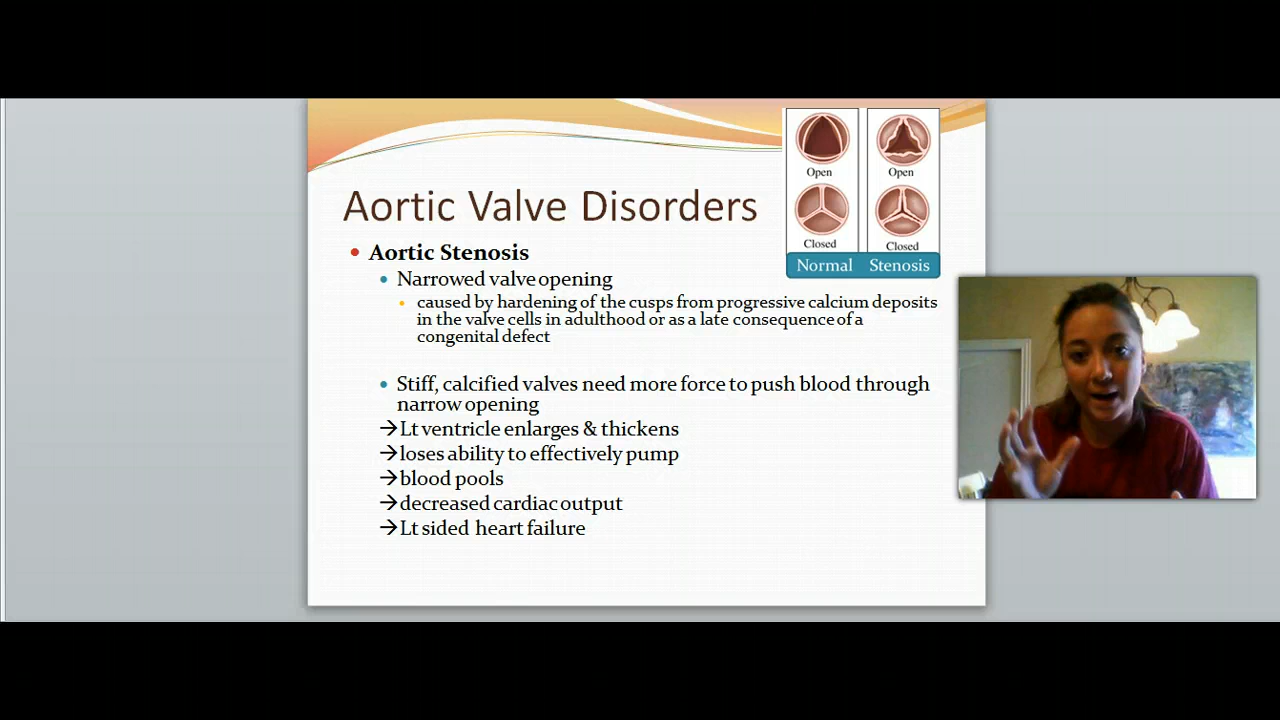 Open
Open
Closed
Closed
Normal Stenosis
Aortic Valve Disorders
Aortic Stenosis
Narrowed valve opening
caused by hardening of the cusps from progressive calcium deposits
in the valve cells in adulthood or as a late consequence of a
congenital defect
Stiff, calcified valves need more force to push blood through
narrow opening
→Lt ventricle enlarges & thickens
→loses ability to effectively pump
→blood pools
→decreased cardiac output
→Lt sided heart failure